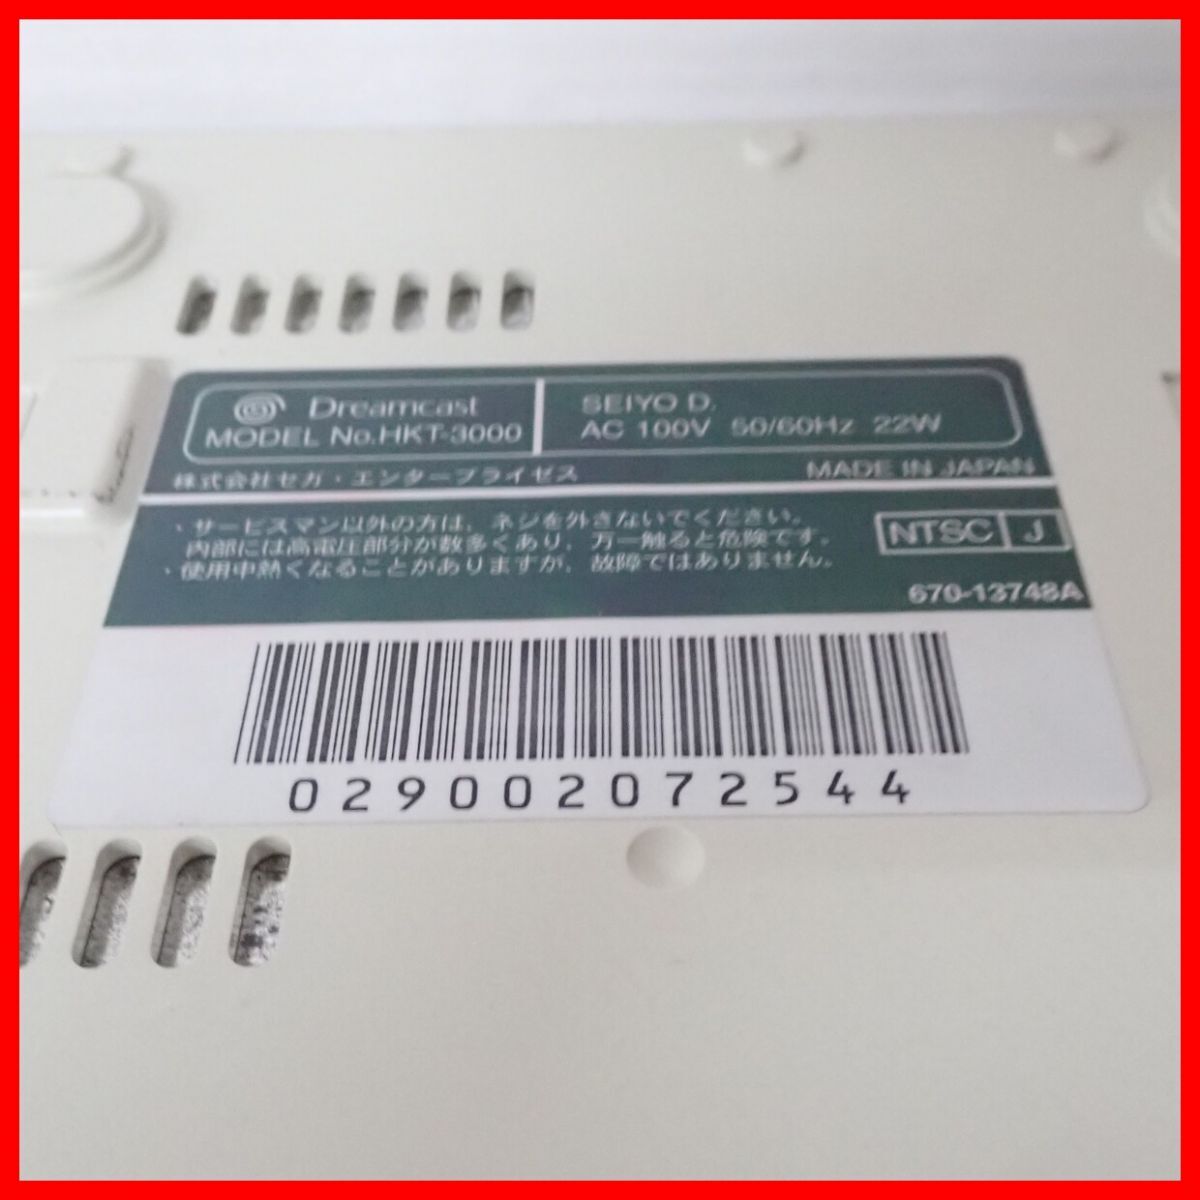 Dreamcast
MODEL No.HKT-3000
SEIYO D.
AC 100V 50/60Hz 22W
株式会社セガ・エンタープライゼス
MADE IN JAPAN
・サービスマン以外の方は、ネジを外さないでください。
内部には高電圧部分が数多くあり、万一触ると危険です。
・使用中熱くなることがありますが、故障ではありません。
NTSC J
670-13748A
029002072544